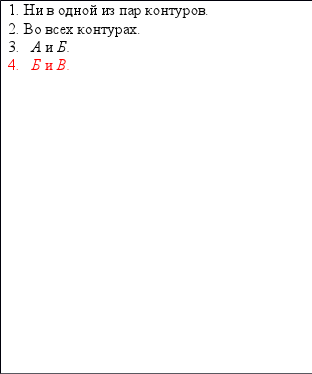 1. Ни в одной из пар контуров.
2. Во всех контурах.
3. А и Б.
4. Б и В.